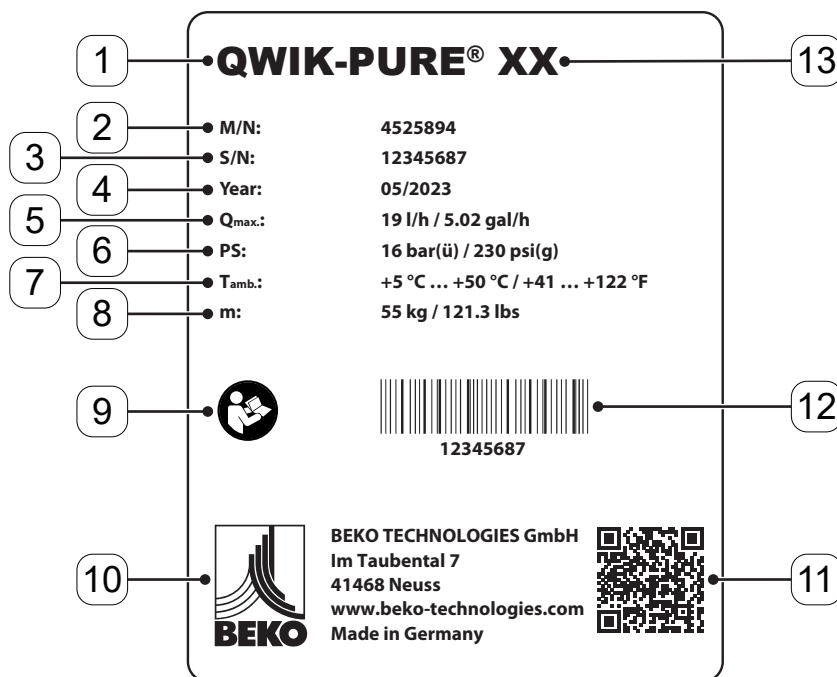 1 QWIK-PURE® XX 13
2 M/N: 4525894
3 S/N: 12345687
4 Year: 05/2023
5 Qmax.: 19 l/h / 5.02 gal/h
6 PS: 16 bar(ü) / 230 psi(g)
7 Tamb.: +5 °C ... +50 °C / +41 ... +122 °F
8 m: 55 kg / 121.3 lbs
9 12
12345687
BEKO TECHNOLOGIES GmbH
Im Taubental 7
10 41468 Neuss 11
www.beko-technologies.com
BEKO Made in Germany